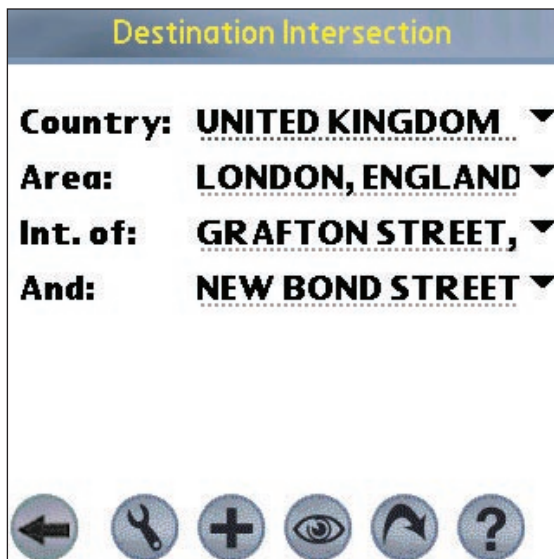 Destination Intersection
Country: UNITED KINGDOM
Area: LONDON, ENGLAND
Int. of: GRAFTON STREET,
And: NEW BOND STREET
?